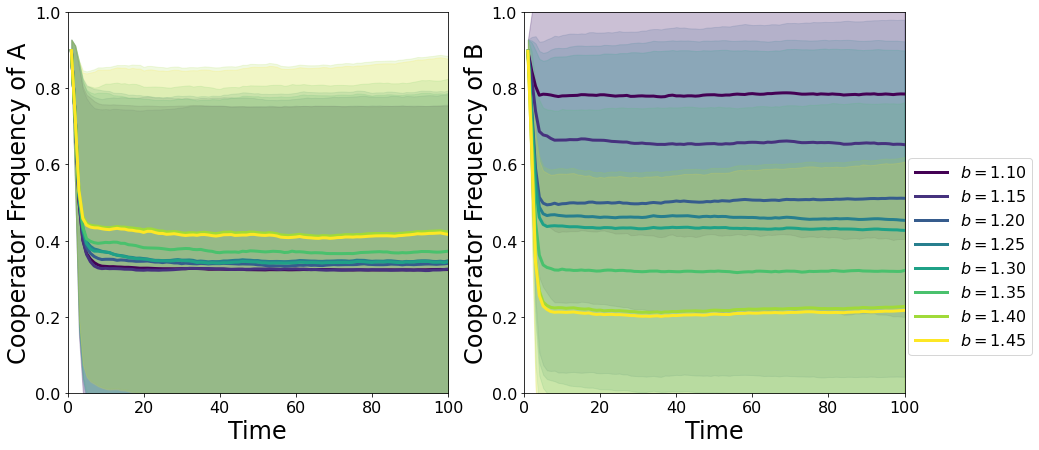 Cooperator Frequency of A
1.0
0.8
0.6
0.4
0.2
0.0
0 20 40 60 80 100
Time
Cooperator Frequency of B
1.0
0.8
0.6
0.4
0.2
0.0
0 20 40 60 80 100
Time
b = 1.10
b = 1.15
b = 1.20
b = 1.25
b = 1.30
b = 1.35
b = 1.40
b = 1.45